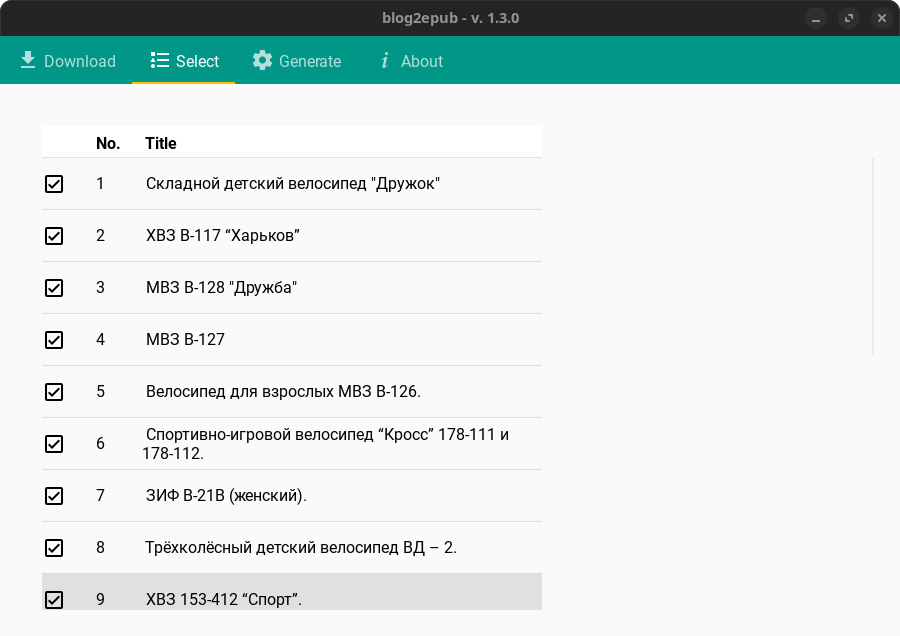 blog2epub - v. 1.3.0
Download Select Generate About
No. Title
1 Складной детский велосипед "Дружок"
2 ХВЗ В-117 “Харьков”
3 МВЗ В-128 "Дружба"
4 МВЗ В-127
5 Велосипед для взрослых МВЗ В-126.
6 Спортивно-игровой велосипед “Кросс” 178-111 и
178-112.
7 ЗИФ В-21В (женский).
8 Трёхколёсный детский велосипед ВД – 2.
9 ХВЗ 153-412 “Спорт”.